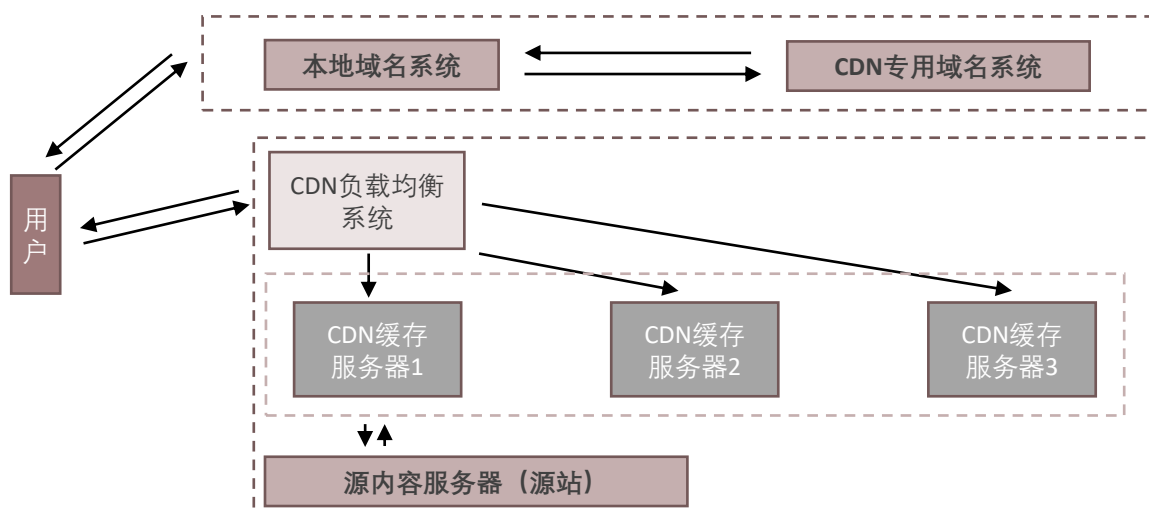 本地域名系统
CDN专用域名系统
用
户
CDN负载均衡
系统
CDN缓存
服务器1
CDN缓存
服务器2
CDN缓存
服务器3
源内容服务器（源站）